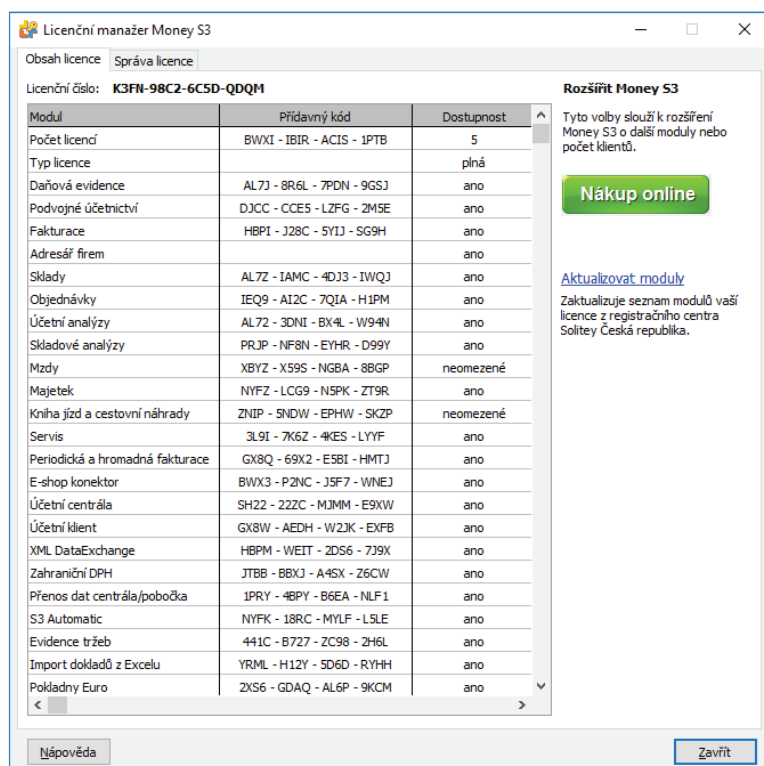 Licenční manažer Money S3
Obsah licence Správa licence
Licenční číslo: K3FN-98C2-6C5D-QDQM
Modul Přídavný kód Dostupnost
Počet licencí BWXI - IBIR - ACIS - 1PTB 5
Typ licence plná
Daňová evidence AL7J - 8R6L - 7PDN - 9GSJ ano
Podvojné účetnictví DJCC - CCE5 - LZFG - 2M5E ano
Fakturace HBPI - J28C - 5YIJ - SG9H ano
Adresář firem ano
Sklady AL7Z - IAMC - 4DJ3 - IWQJ ano
Objednávky IEQ9 - AI2C - 7QIA - H1PM ano
Účetní analýzy AL72 - 3DNI - BX4L - W94N ano
Skladové analýzy PRJP - NF8N - EYHR - D99Y ano
Mzdy XBYZ - X59S - NGBA - 8BGP neomezené
Majetek NYFZ - LCG9 - N5PK - ZT9R ano
Kniha jízd a cestovní náhrady ZNIP - 5NDW - EPHW - SKZP neomezené
Servis 3L9I - 7K6Z - 4KES - LYYF ano
Periodická a hromadná fakturace GX8Q - 69X2 - E5BI - HMTJ ano
E-shop konektor BWX3 - P2NC - J5F7 - WNEJ ano
Účetní centrála SH22 - 22ZC - MJMM - E9XW ano
Účetní klient GX8W - AEDH - W2JK - EXFB ano
XML DataExchange HBPM - WEIT - 2DS6 - 7J9X ano
Zahraniční DPH JTBB - BBXJ - A4SX - Z6CW ano
Přenos dat centrála/pobočka 1PRY - 4BPY - B6EA - NLF1 ano
S3 Automatic NYFK - 18RC - MYLF - L5LE ano
Evidence tržeb 441C - B727 - ZC98 - 2H6L ano
Import dokladů z Excelu YRML - H12Y - 5D6D - RYHH ano
Pokladny Euro 2XS6 - GDAQ - AL6P - 9KCM ano
Rozšířit Money S3
Tyto volby slouží k rozšíření
Money S3 o další moduly nebo
počet klientů.
Nákup online
Aktualizovat moduly
Zaktualizuje seznam modulů vaší
licence z registračního centra
Solitey Česká republika.
Nápověda Zavřít